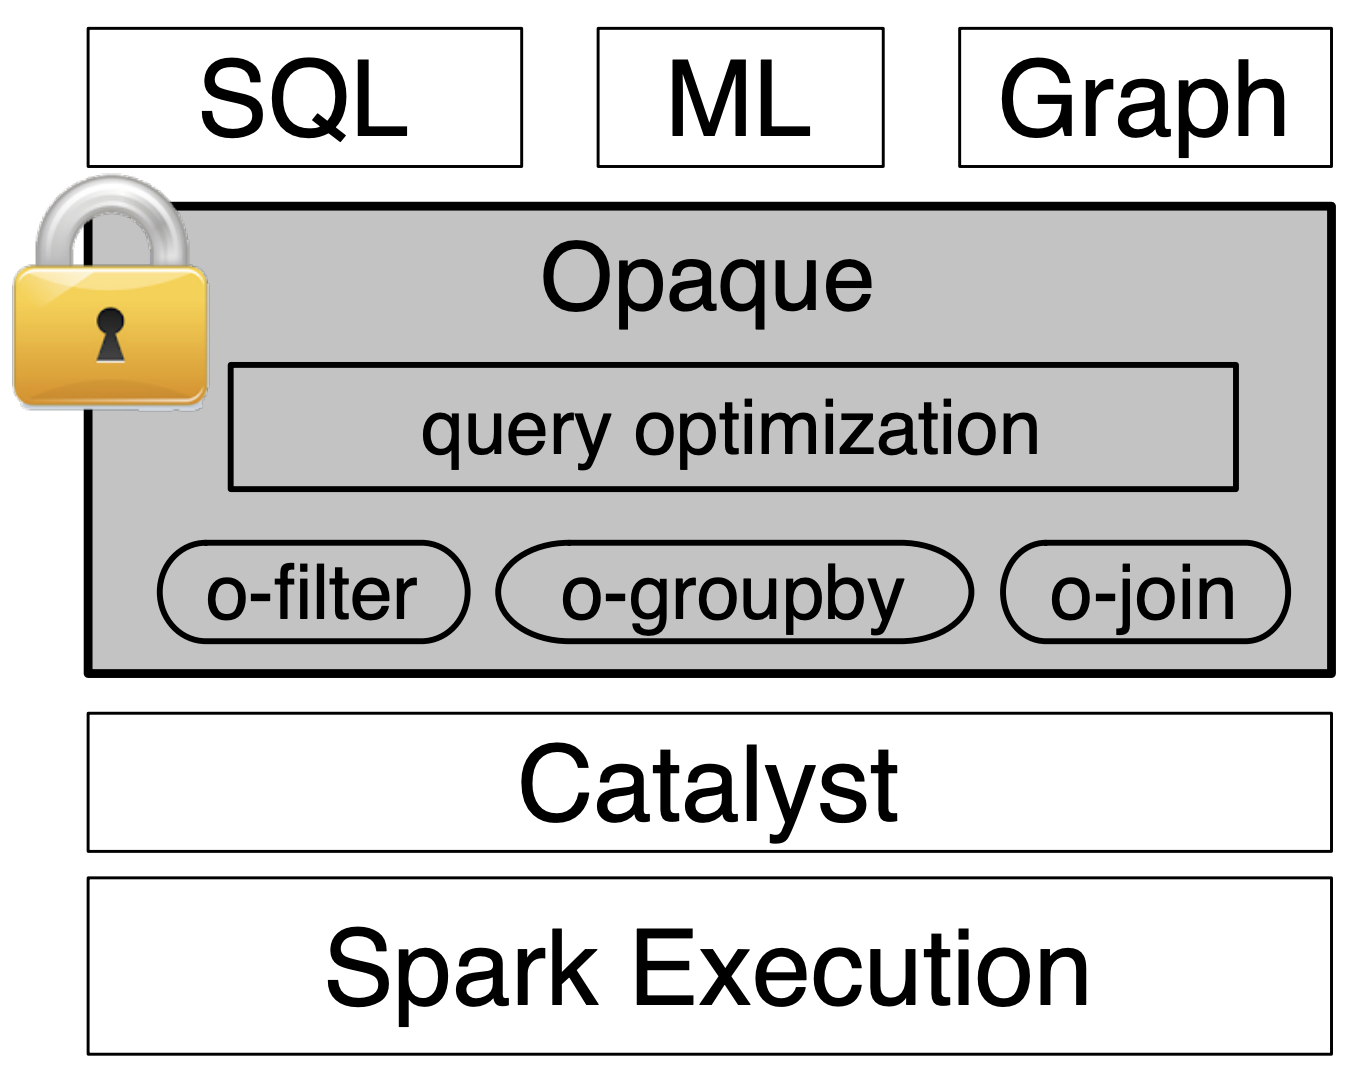 SQL ML Graph
Opaque
query optimization
o-filter o-groupby o-join
Catalyst
Spark Execution